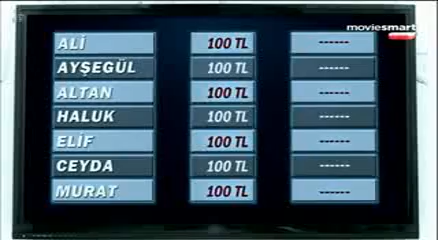 moviesmart
ALİ 100 TL ------
AYŞEGÜL 100 TL ------
ALTAN 100 TL ------
HALUK 100 TL ------
ELİF 100 TL ------
CEYDA 100 TL ------
MURAT 100 TL ------